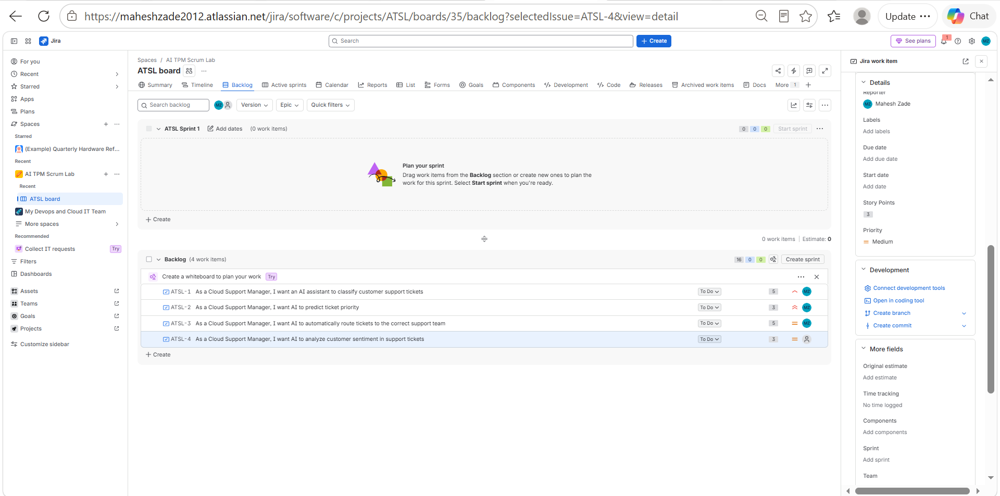 https://maheshzade2012.atlassian.net/jira/software/c/projects/ATSL/boards/35/backlog?selectedIssue=ATSL-4&view=detail
Update
Chat
Jira
Search
Create
See plans
1
MZ
For you
Recent
Starred
Apps
Plans
Spaces
Starred
(Example) Quarterly Hardware Ref...
Recent
AI TPM Scrum Lab
Recent
ATSL board
My Devops and Cloud IT Team
More spaces
Recommended
Collect IT requests Try
Filters
Dashboards
Assets
Teams
Goals
Projects
Customize sidebar
Spaces / AI TPM Scrum Lab
ATSL board
Summary Timeline Backlog Active sprints Calendar Reports List Forms Goals Components Development Code Releases Archived work items Docs More 1
Search backlog MZ Version Epic Quick filters
ATSL Sprint 1 Add dates (0 work items) 0 0 0 Start sprint
Plan your sprint
Drag work items from the Backlog section or create new ones to plan the
work for this sprint. Select Start sprint when you're ready.
Create
0 work items Estimate: 0
Backlog (4 work items) 16 0 0 Create sprint
Create a whiteboard to plan your work Try
ATSL-1 As a Cloud Support Manager, I want an AI assistant to classify customer support tickets To Do 5 MZ
ATSL-2 As a Cloud Support Manager, I want AI to predict ticket priority To Do 3 MZ
ATSL-3 As a Cloud Support Manager, I want AI to automatically route tickets to the correct support team To Do 5 MZ
ATSL-4 As a Cloud Support Manager, I want AI to analyze customer sentiment in support tickets To Do 3
Create
Jira work item
Details
Reporter
MZ Mahesh Zade
Labels
Add labels
Due date
Add due date
Start date
Add date
Story Points
3
Priority
Medium
Development
Connect development tools
Open in coding tool
Create branch
Create commit
More fields
Original estimate
Add estimate
Time tracking
No time logged
Components
Add components
Sprint
Add sprint
Team